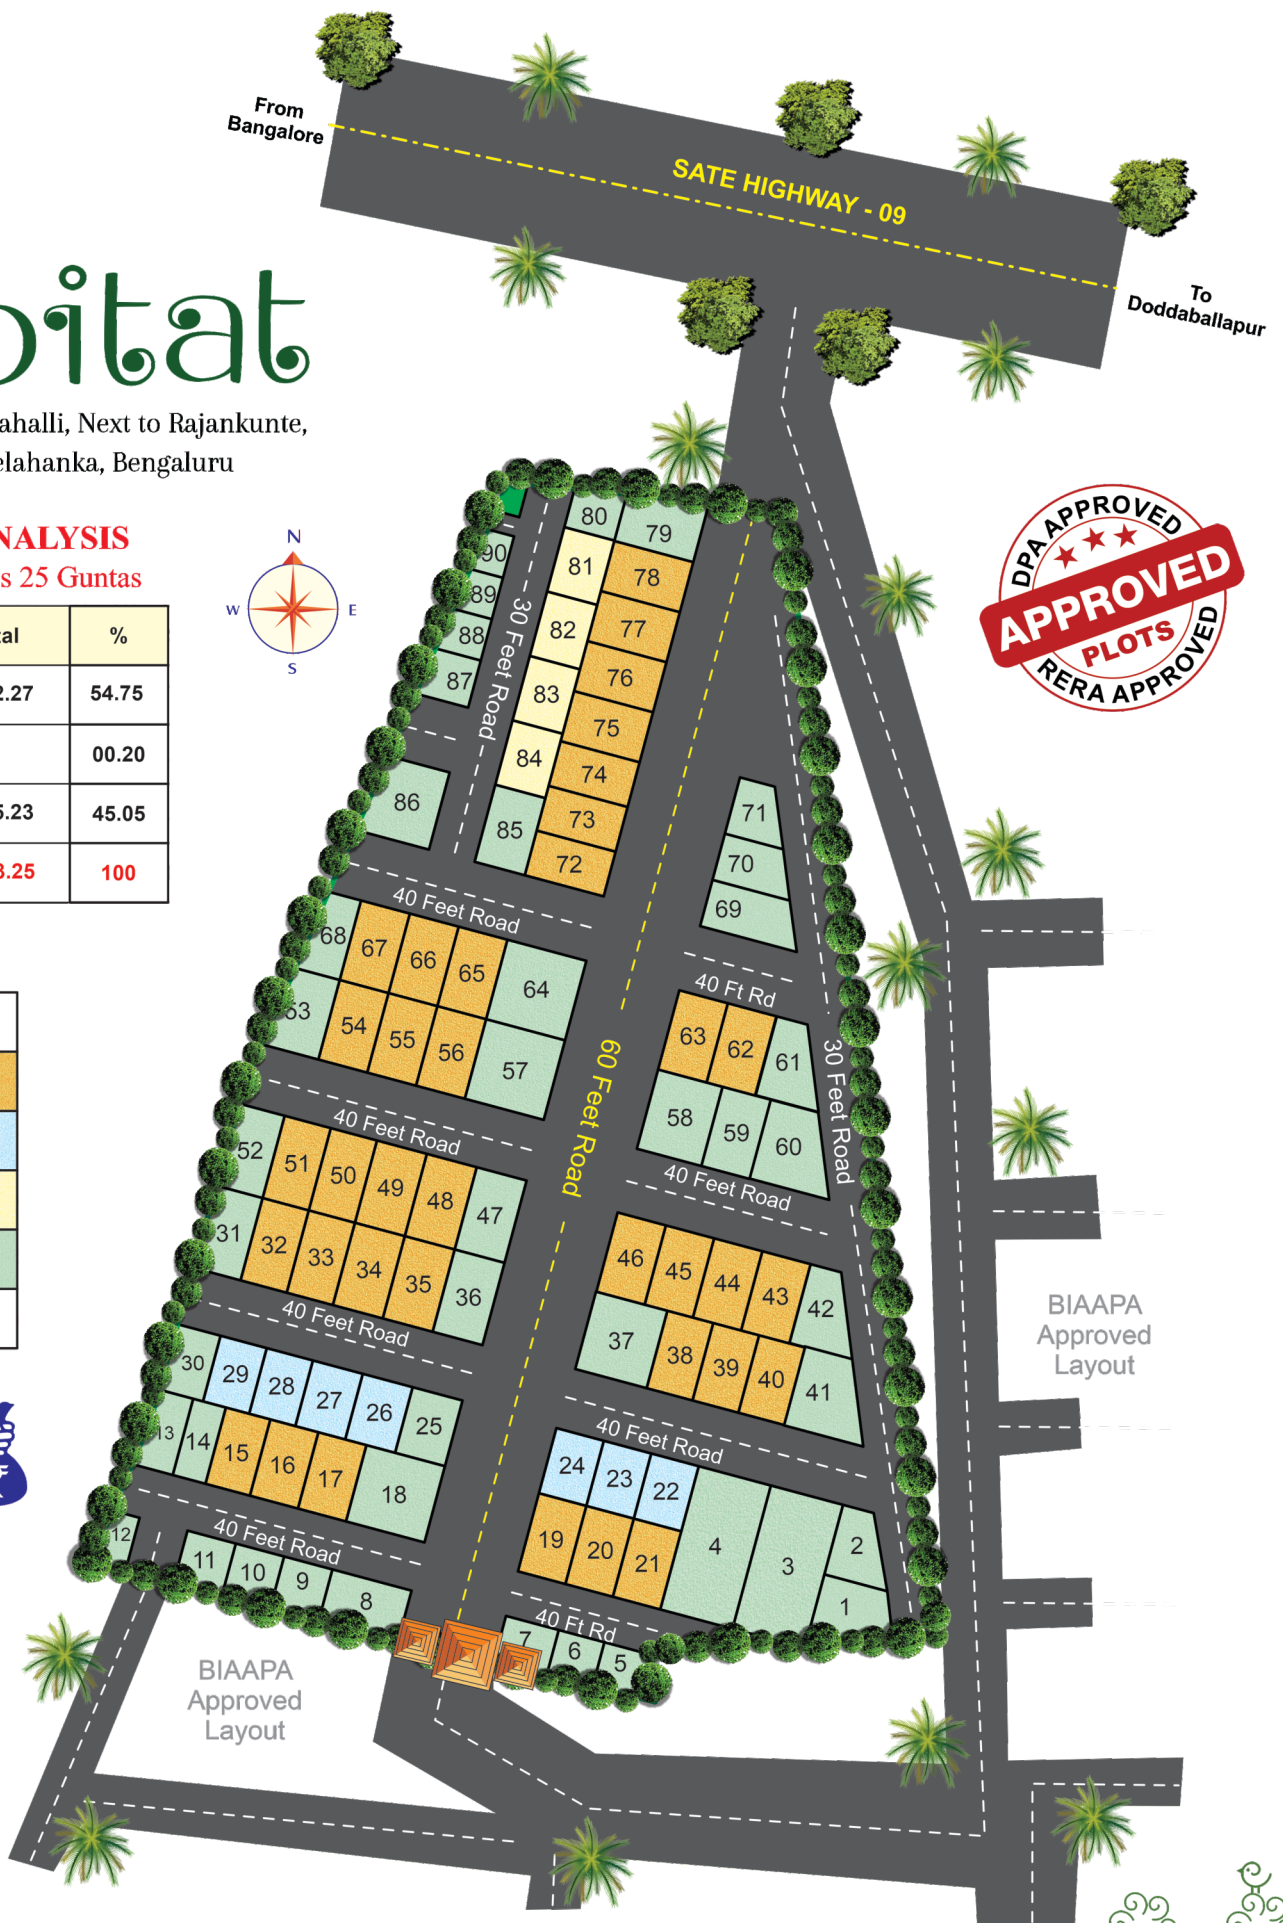 From
Bangalore
SATE HIGHWAY - 09
To
Doddaballapur
bitat
ahalli, Next to Rajankunte,
elahanka, Bengaluru
NALYSIS
s 25 Guntas
tal %
2.27 54.75
00.20
5.23 45.05
3.25 100
N
W E
S
DPA APPROVED
APPROVED
PLOTS
RERA APPROVED
80 79
90 81 78
89
88 82 77
87 83 76
30 Feet Road
84 75
86 74
85 73
72
71
70
69
40 Feet Road
68 67 66 65 64
53 54 55 56 57
40 Ft Rd
63 62 61
58 59 60
30 Feet Road
60 Feet Road
40 Feet Road
52 51 50 49 48 47
31 32 33 34 35 36
40 Feet Road
46 45 44 43 42
37 38 39 40 41
40 Feet Road
30 29 28 27 26 25
13 14 15 16 17 18
40 Feet Road
24 23 22
19 20 21 4 3 2
1
40 Feet Road
12 11 10 9 8
40 Ft Rd
7 6 5
BIAAPA
Approved
Layout
BIAAPA
Approved
Layout
₹